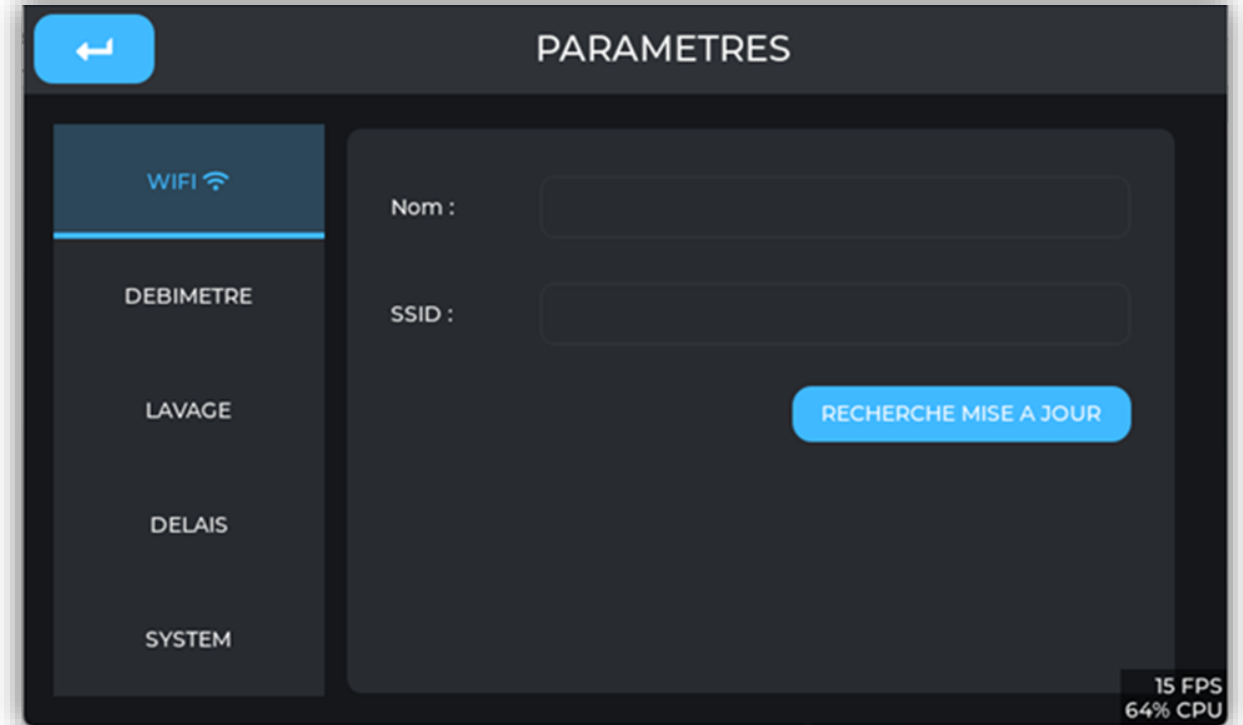 PARAMETRES
WIFI
DEBIMETRE
LAVAGE
DELAIS
SYSTEM
Nom :
SSID :
RECHERCHE MISE A JOUR
15 FPS
64% CPU